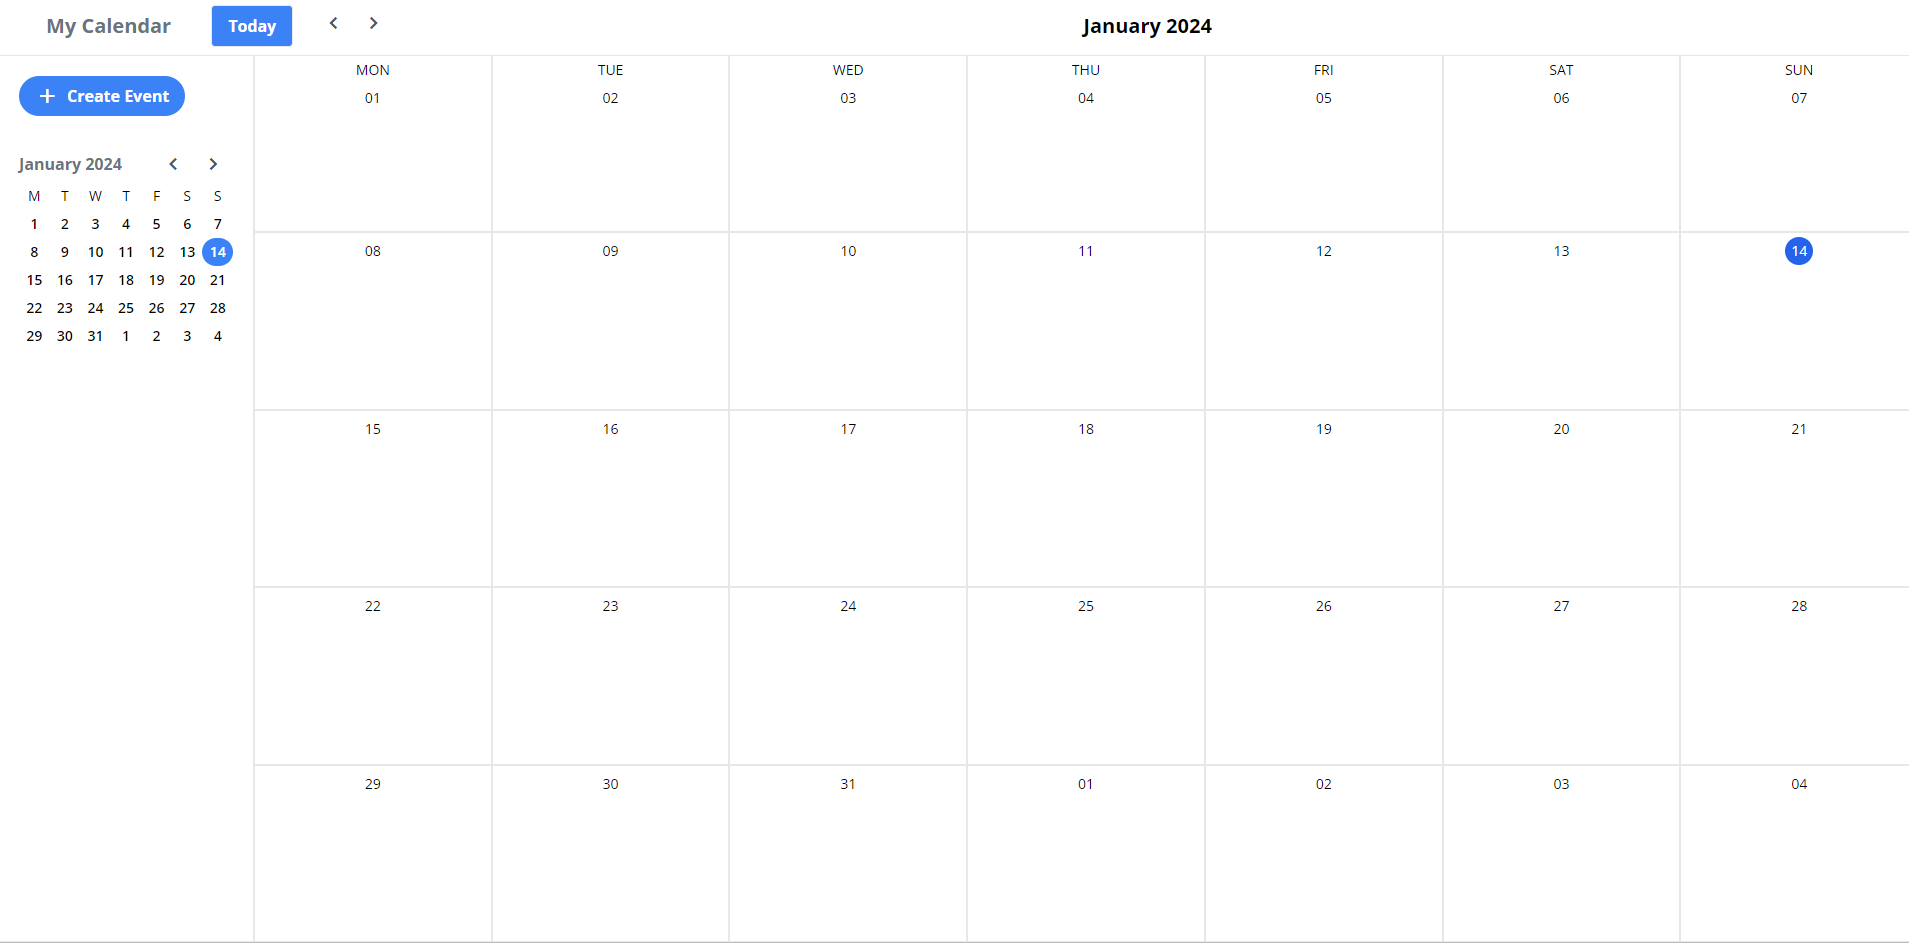 My Calendar Today January 2024
Create Event
January 2024
M T W T F S S
1 2 3 4 5 6 7
8 9 10 11 12 13 14
15 16 17 18 19 20 21
22 23 24 25 26 27 28
29 30 31 1 2 3 4
MON TUE WED THU FRI SAT SUN
01 02 03 04 05 06 07
08 09 10 11 12 13 14
15 16 17 18 19 20 21
22 23 24 25 26 27 28
29 30 31 01 02 03 04